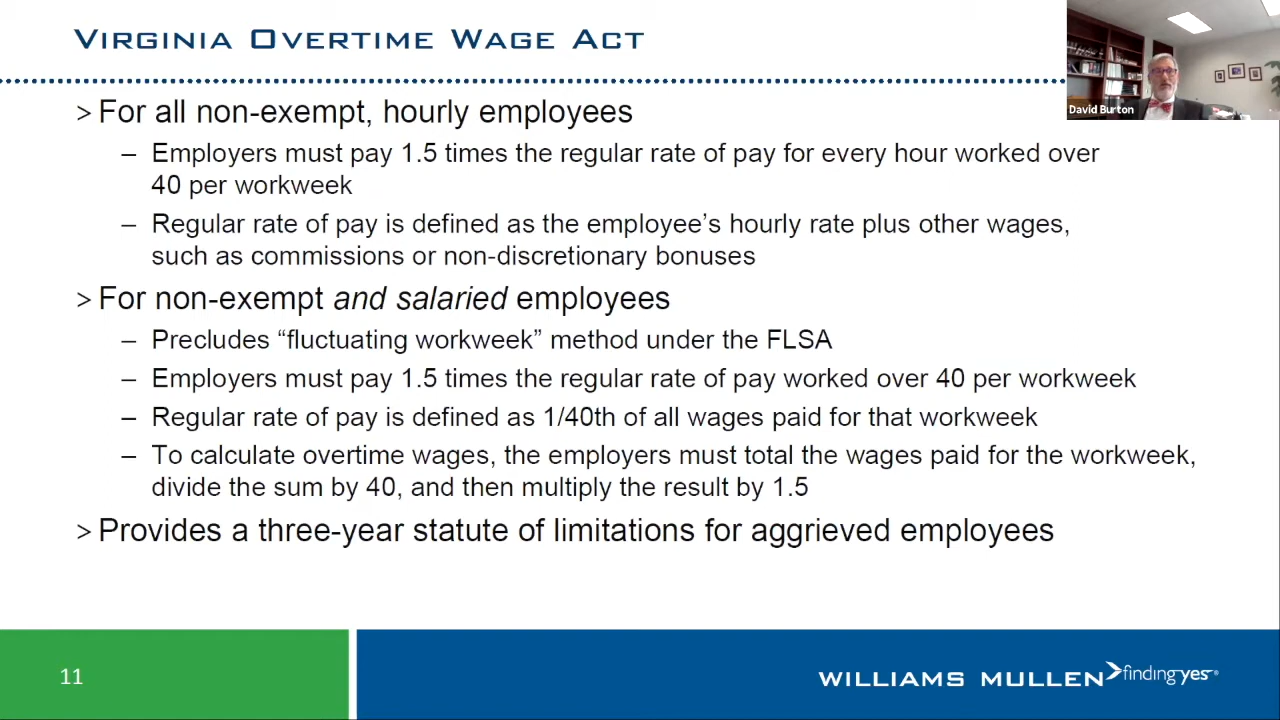 VIRGINIA OVERTIME WAGE ACT
David Burton
> For all non-exempt, hourly employees
– Employers must pay 1.5 times the regular rate of pay for every hour worked over
40 per workweek
– Regular rate of pay is defined as the employee’s hourly rate plus other wages,
such as commissions or non-discretionary bonuses
> For non-exempt and salaried employees
– Precludes “fluctuating workweek” method under the FLSA
– Employers must pay 1.5 times the regular rate of pay worked over 40 per workweek
– Regular rate of pay is defined as 1/40th of all wages paid for that workweek
– To calculate overtime wages, the employers must total the wages paid for the workweek,
divide the sum by 40, and then multiply the result by 1.5
> Provides a three-year statute of limitations for aggrieved employees
11
WILLIAMS MULLEN finding yes®